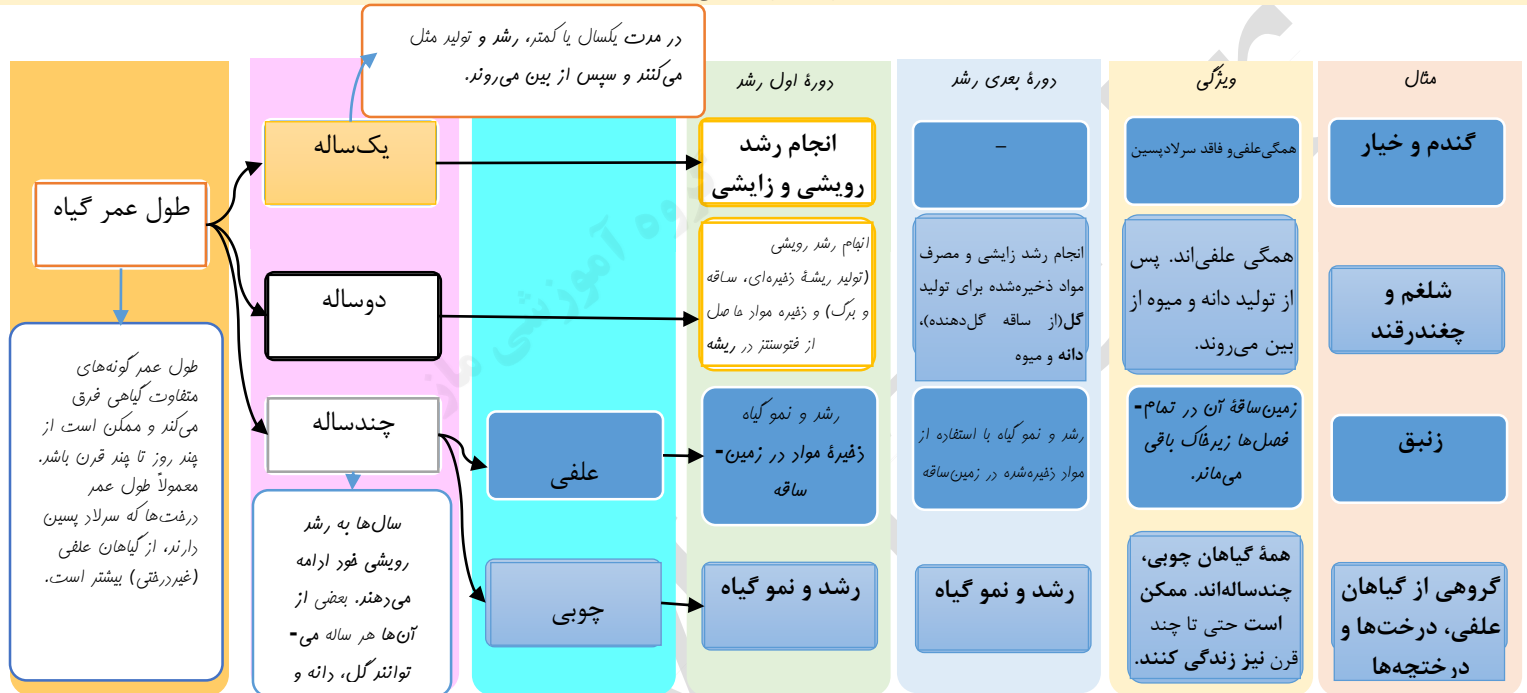 در مدت یکسال یا کمتر، رشد و تولید مثل
می‌کنند و سپس از بین می‌روند.
دورۀ اول رشد
دورۀ بعدی رشد
ویژگی
مثال
طول عمر گیاه
طول عمر گونه‌های
متفاوت گیاهی فرق
می‌کند و ممکن است از
چند روز تا چند قرن باشد.
معمولاً طول عمر
درخت‌ها که سرلاد پسین
دارند، از گیاهان علفی
(غیردرختی) بیشتر است.
یک‌ساله
انجام رشد
رویشی و زایشی
–
همگی علفی‌و فاقد سرلادپسین
گندم و خیار
دوساله
انجام رشد رویشی
(تولید ریشۀ ذخیره‌ای، ساقه
و برگ) و ذخیره مواد حاصل
از فتوسنتز در ریشه
انجام رشد زایشی و مصرف
مواد ذخیره‌شده برای تولید
گل(از ساقه گل‌دهنده)،
دانه و میوه
همگی علفی‌اند. پس
از تولید دانه و میوه از
بین می‌روند.
شلغم و
چغندرقند
چندساله
سال‌ها به رشد
رویشی خود ادامه
می‌دهند. بعضی از
آن‌ها هر ساله می-
توانند گل، دانه و
علفی
رشد و نمو گیاه
ذخیرۀ مواد در زمین-
ساقه
رشد و نمو گیاه با استفاده از
مواد ذخیره‌شده در زمین‌ساقه
زمین‌ساقۀ آن در تمام-
فصل‌ها زیرخاک باقی
می‌ماند.
زنبق
چوبی
رشد و نمو گیاه
رشد و نمو گیاه
همۀ گیاهان چوبی،
چندساله‌اند. ممکن
است حتی تا چند
قرن نیز زندگی کنند.
گروهی از گیاهان
علفی، درخت‌ها و
درختچه‌ها
گروه آموزشی ماز